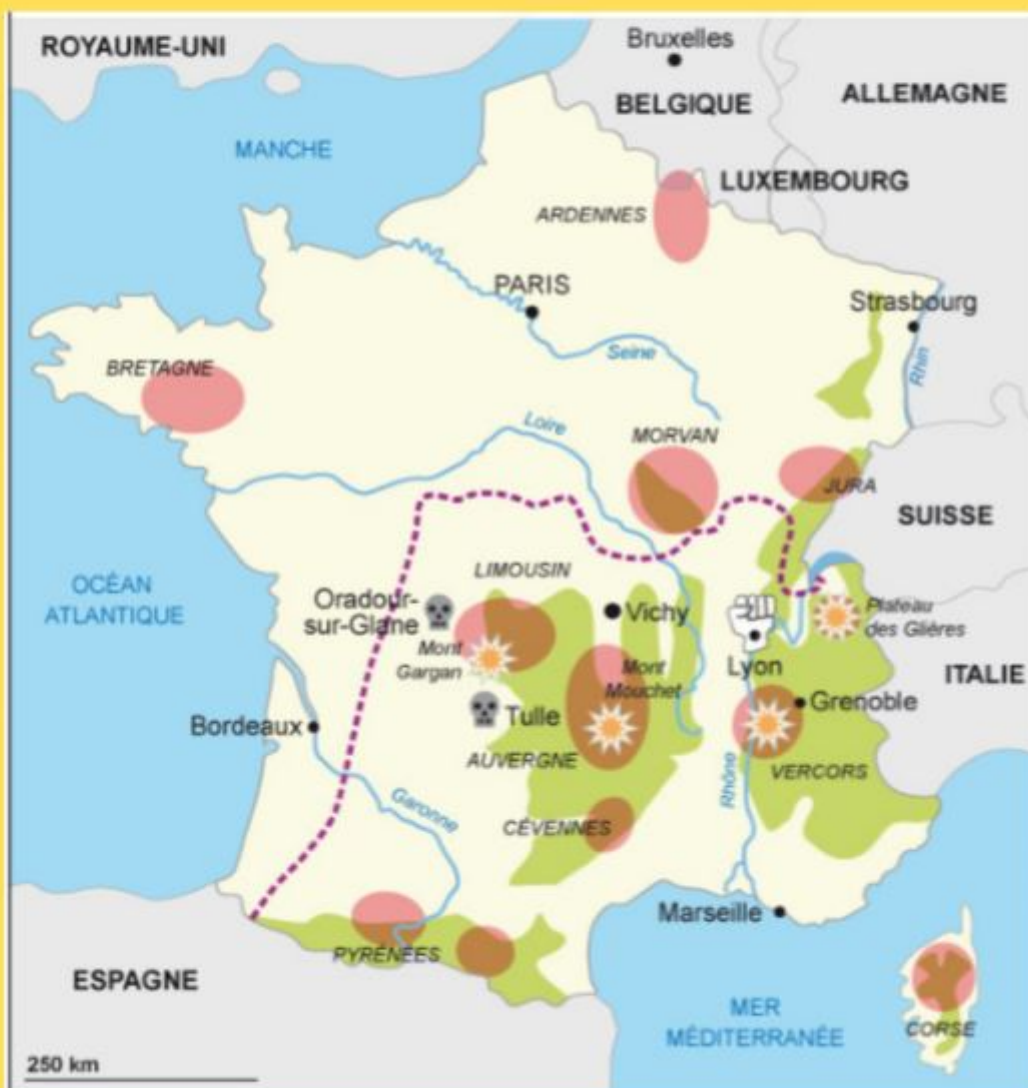 ROYAUME-UNI
Bruxelles
BELGIQUE
ALLEMAGNE
MANCHE
LUXEMBOURG
ARDENNES
PARIS
Strasbourg
Seine
Rhin
BRETAGNE
Loire
MORVAN
JURA
SUISSE
OCÉAN
ATLANTIQUE
LIMOUSIN
Oradour-
sur-Glane
Vichy
Plateau
des Glières
Mont
Gargan
Mont
Mouchet
Lyon
ITALIE
Grenoble
Bordeaux
Tulle
AUVERGNE
VERCORS
Rhône
Garonne
CÉVENNES
Marseille
PYRÉNÉES
ESPAGNE
MER
MÉDITERRANÉE
CORSE
250 km